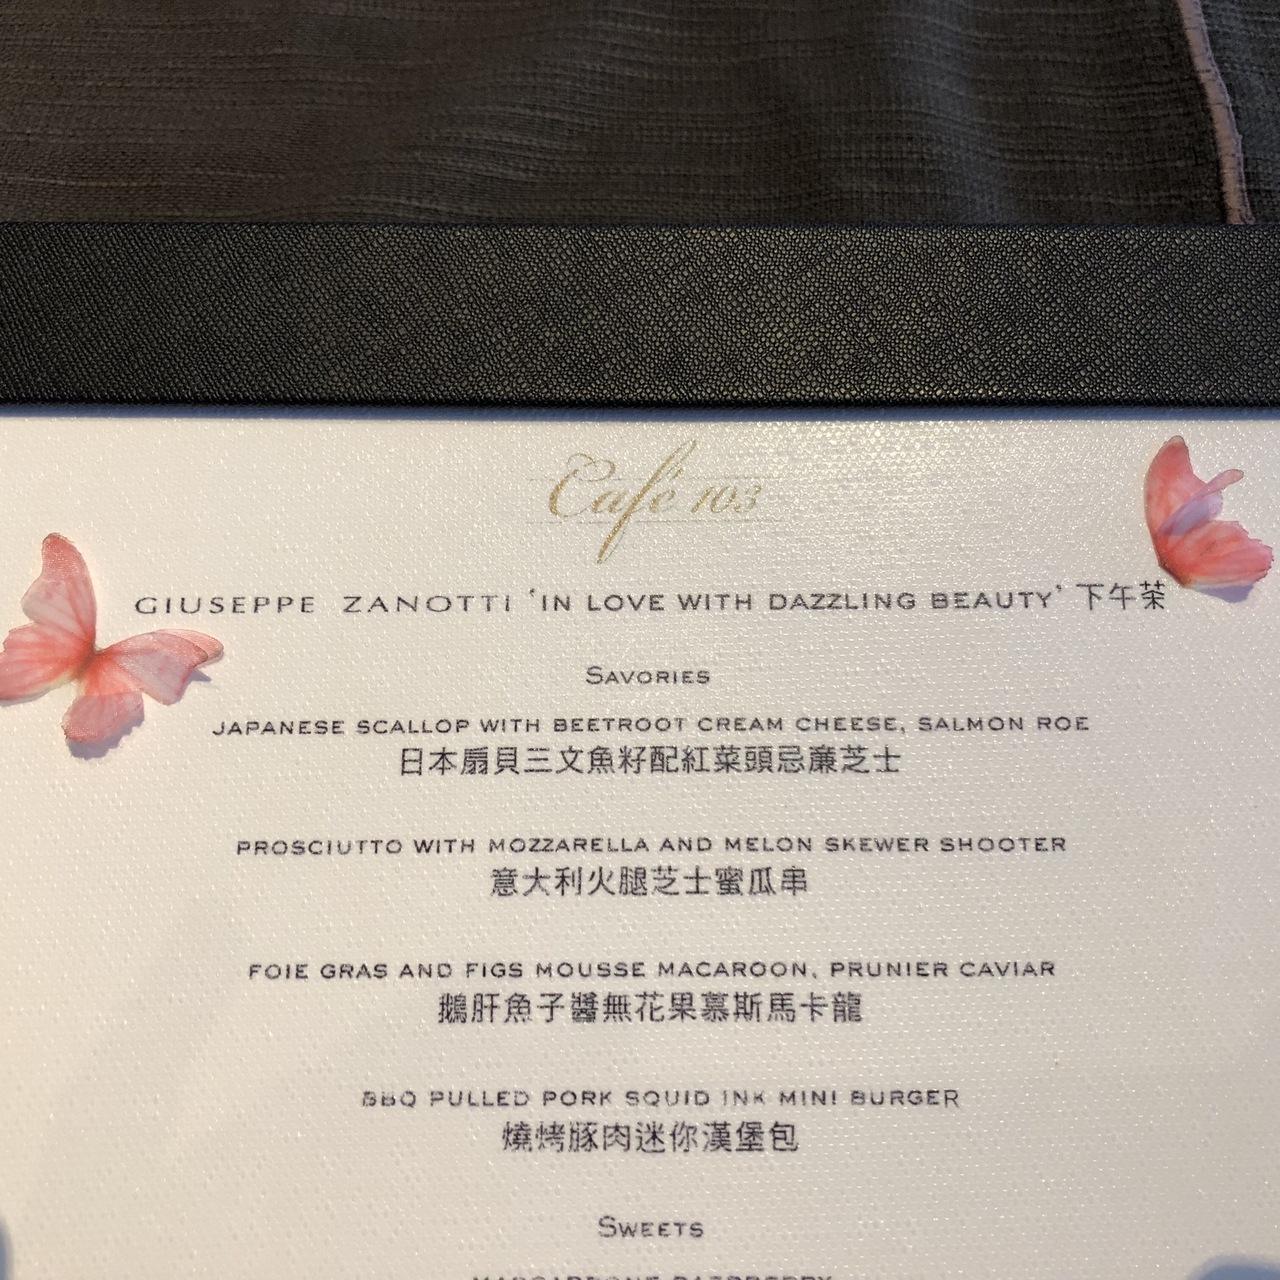 Café 103
GIUSEPPE ZANOTTI 'IN LOVE WITH DAZZLING BEAUTY' 下午茶
SAVORIES
JAPANESE SCALLOP WITH BEETROOT CREAM CHEESE, SALMON ROE
日本扇貝三文魚籽配紅菜頭忌廉芝士
PROSCIUTTO WITH MOZZARELLA AND MELON SKEWER SHOOTER
意大利火腿芝士蜜瓜串
FOIE GRAS AND FIGS MOUSSE MACAROON, PRUNIER CAVIAR
鵝肝魚子醬無花果慕斯馬卡龍
BBQ PULLED PORK SQUID INK MINI BURGER
燒烤豚肉迷你漢堡包
SWEETS